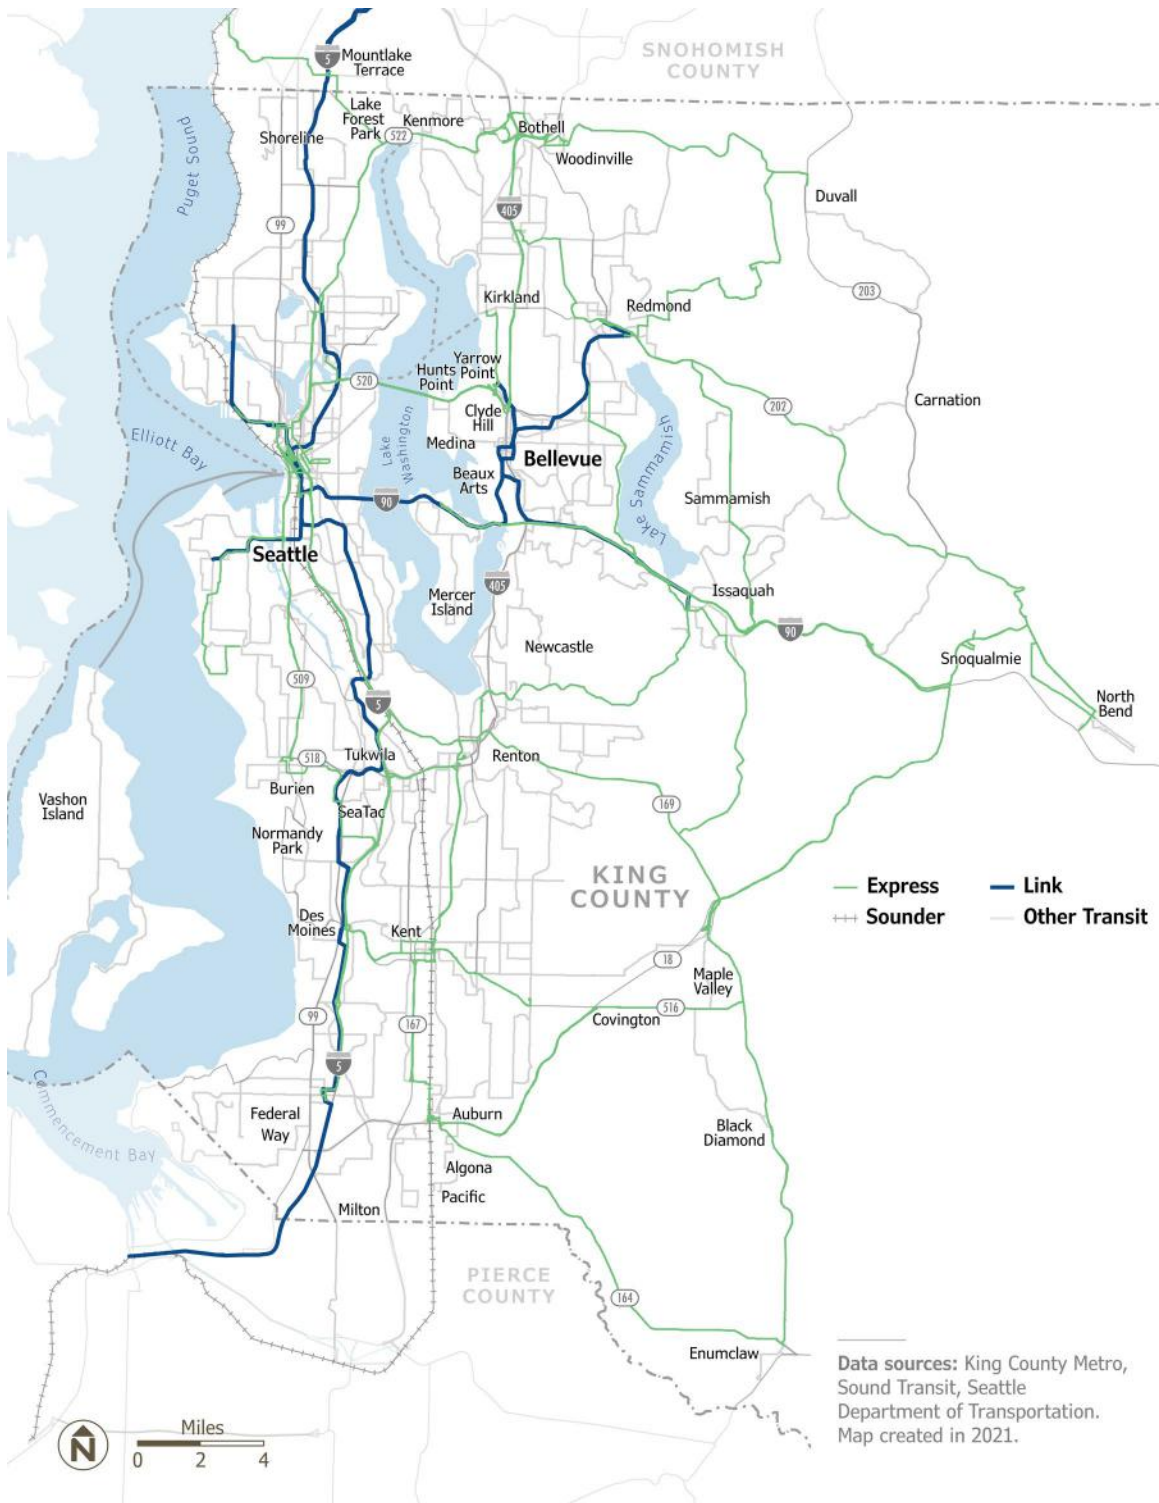 SNOHOMISH
COUNTY
5
Mountlake
Terrace
Lake
Forest
Park
Kenmore
Shoreline
522
Bothell
Woodinville
Puget Sound
Duvall
405
99
203
Kirkland
Redmond
Yarrow
Point
Hunts
Point
520
Clyde
Hill
202
Carnation
Elliott Bay
Lake
Washington
Medina
Bellevue
Beaux
Arts
Lake Sammamish
Sammamish
90
Seattle
405
Mercer
Island
Issaquah
90
Newcastle
Snoqualmie
509
5
North
Bend
518
Tukwila
Renton
Burien
Vashon
Island
SeaTac
169
Normandy
Park
KING
COUNTY
Express
Link
Sounder
Other Transit
Des
Moines
Kent
18
Maple
Valley
99
167
516
Covington
5
Commencement Bay
Federal
Way
Auburn
Black
Diamond
Algona
Pacific
Milton
PIERCE
COUNTY
164
Enumclaw
Data sources: King County Metro,
Sound Transit, Seattle
Department of Transportation.
Map created in 2021.
N
Miles
0 2 4